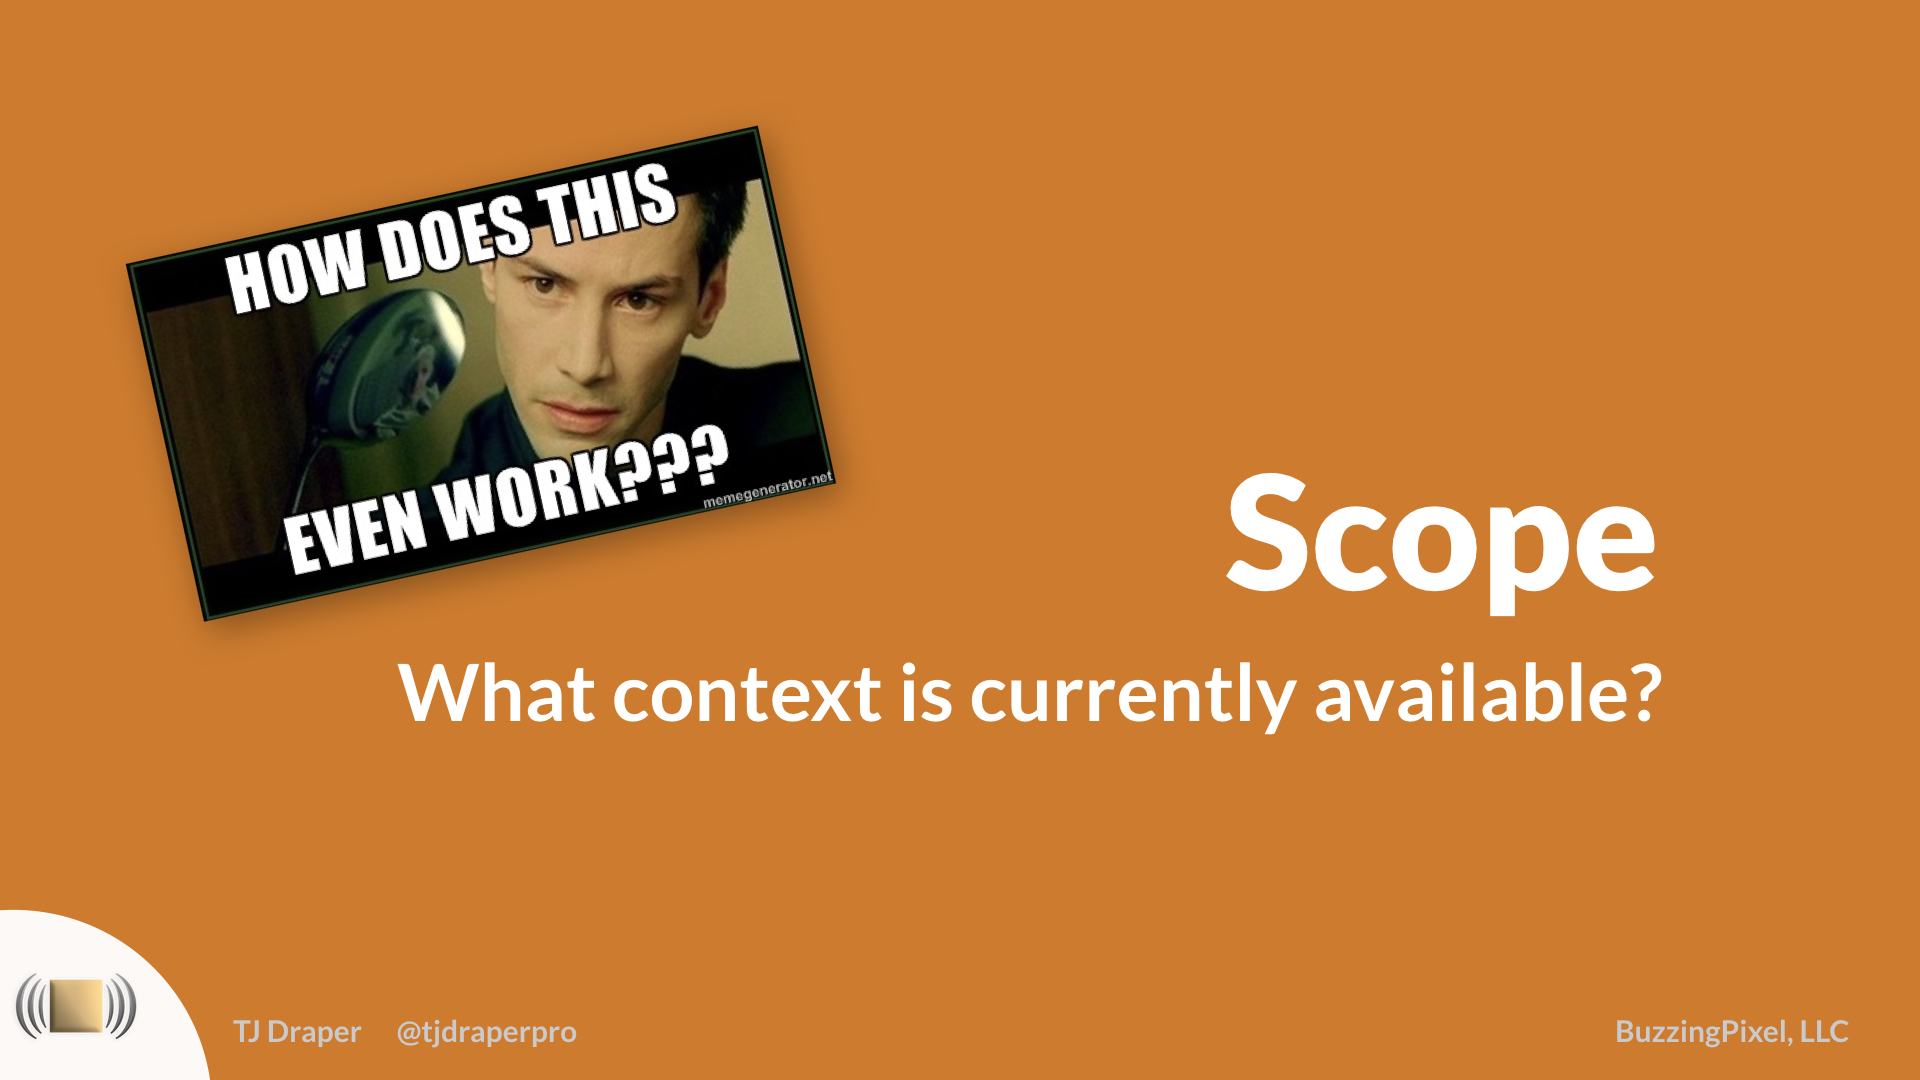 HOW DOES THIS
EVEN WORK???
memegenerator.net
Scope
What context is currently available?
TJ Draper @tjdraperpro
BuzzingPixel, LLC